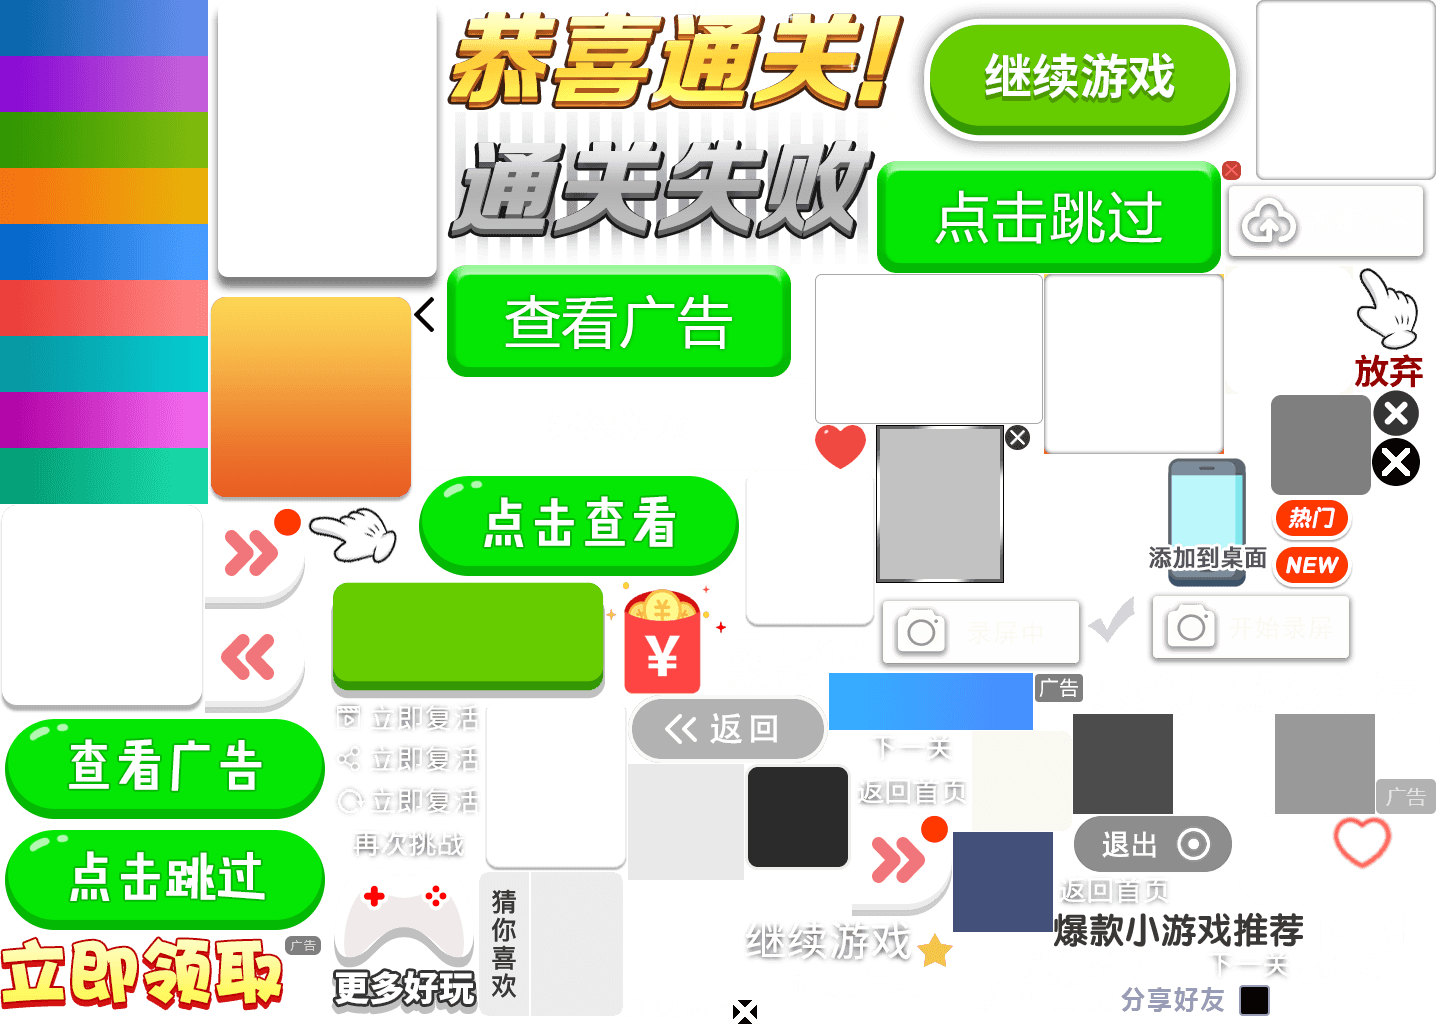 恭喜通关!
继续游戏
通关失败
点击跳过
查看广告
放弃
点击查看
热门
添加到桌面
NEW
¥
¥
录屏中
开始录屏
广告
立即复活
返回
下一关
查看广告
立即复活
返回首页
广告
立即复活
再次挑战
退出
点击跳过
返回首页
猜你喜欢
爆款小游戏推荐
继续游戏
广告
立即领取
下一关
更多好玩
分享好友